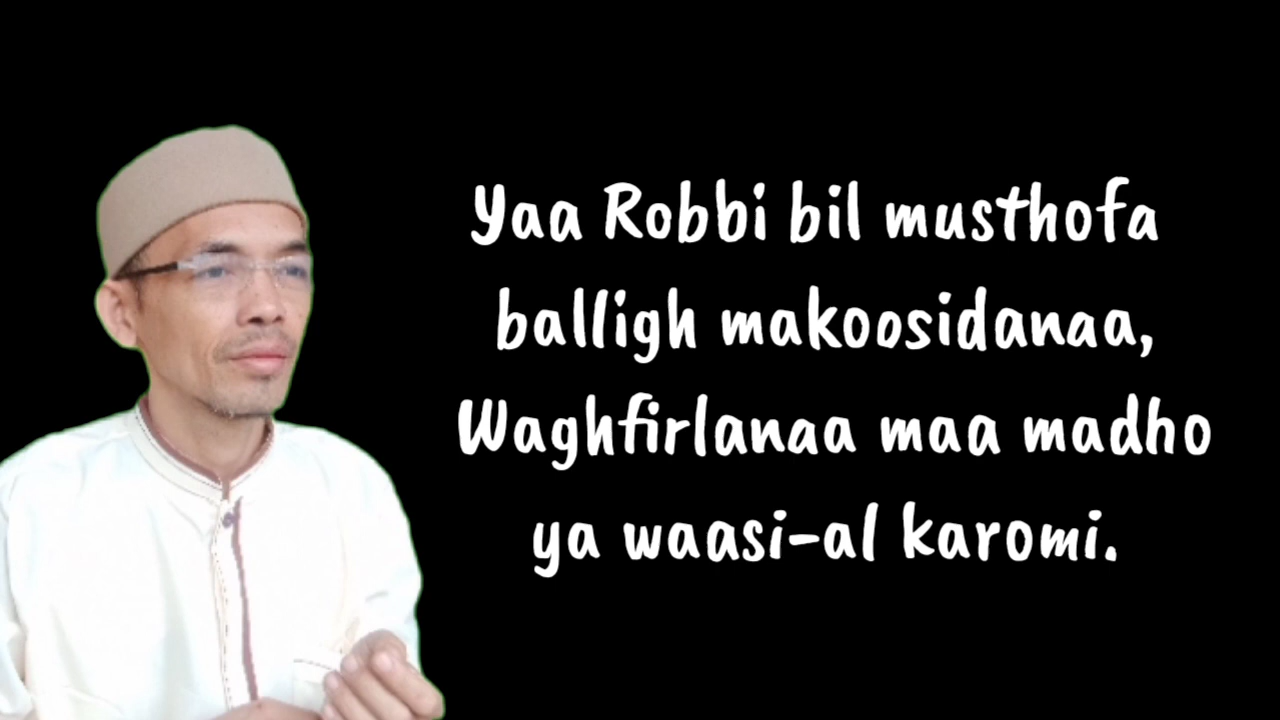 Yaa Robbi bil musthofa
balligh makoosidanaa,
Waghfirlanaa maa madho
ya waasi-al karomi.